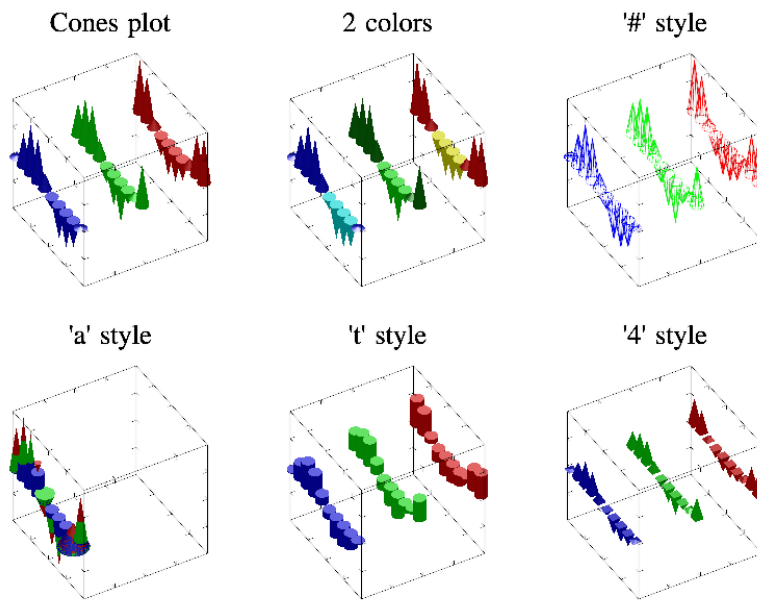 Cones plot
2 colors
'#' style
'a' style
't' style
'4' style